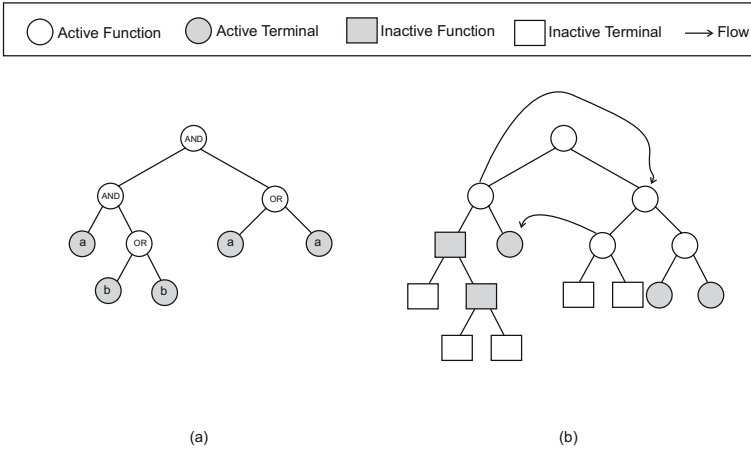 Active Function Active Terminal Inactive Function Inactive Terminal Flow
AND
AND OR
a OR a a
b b
(a) (b)